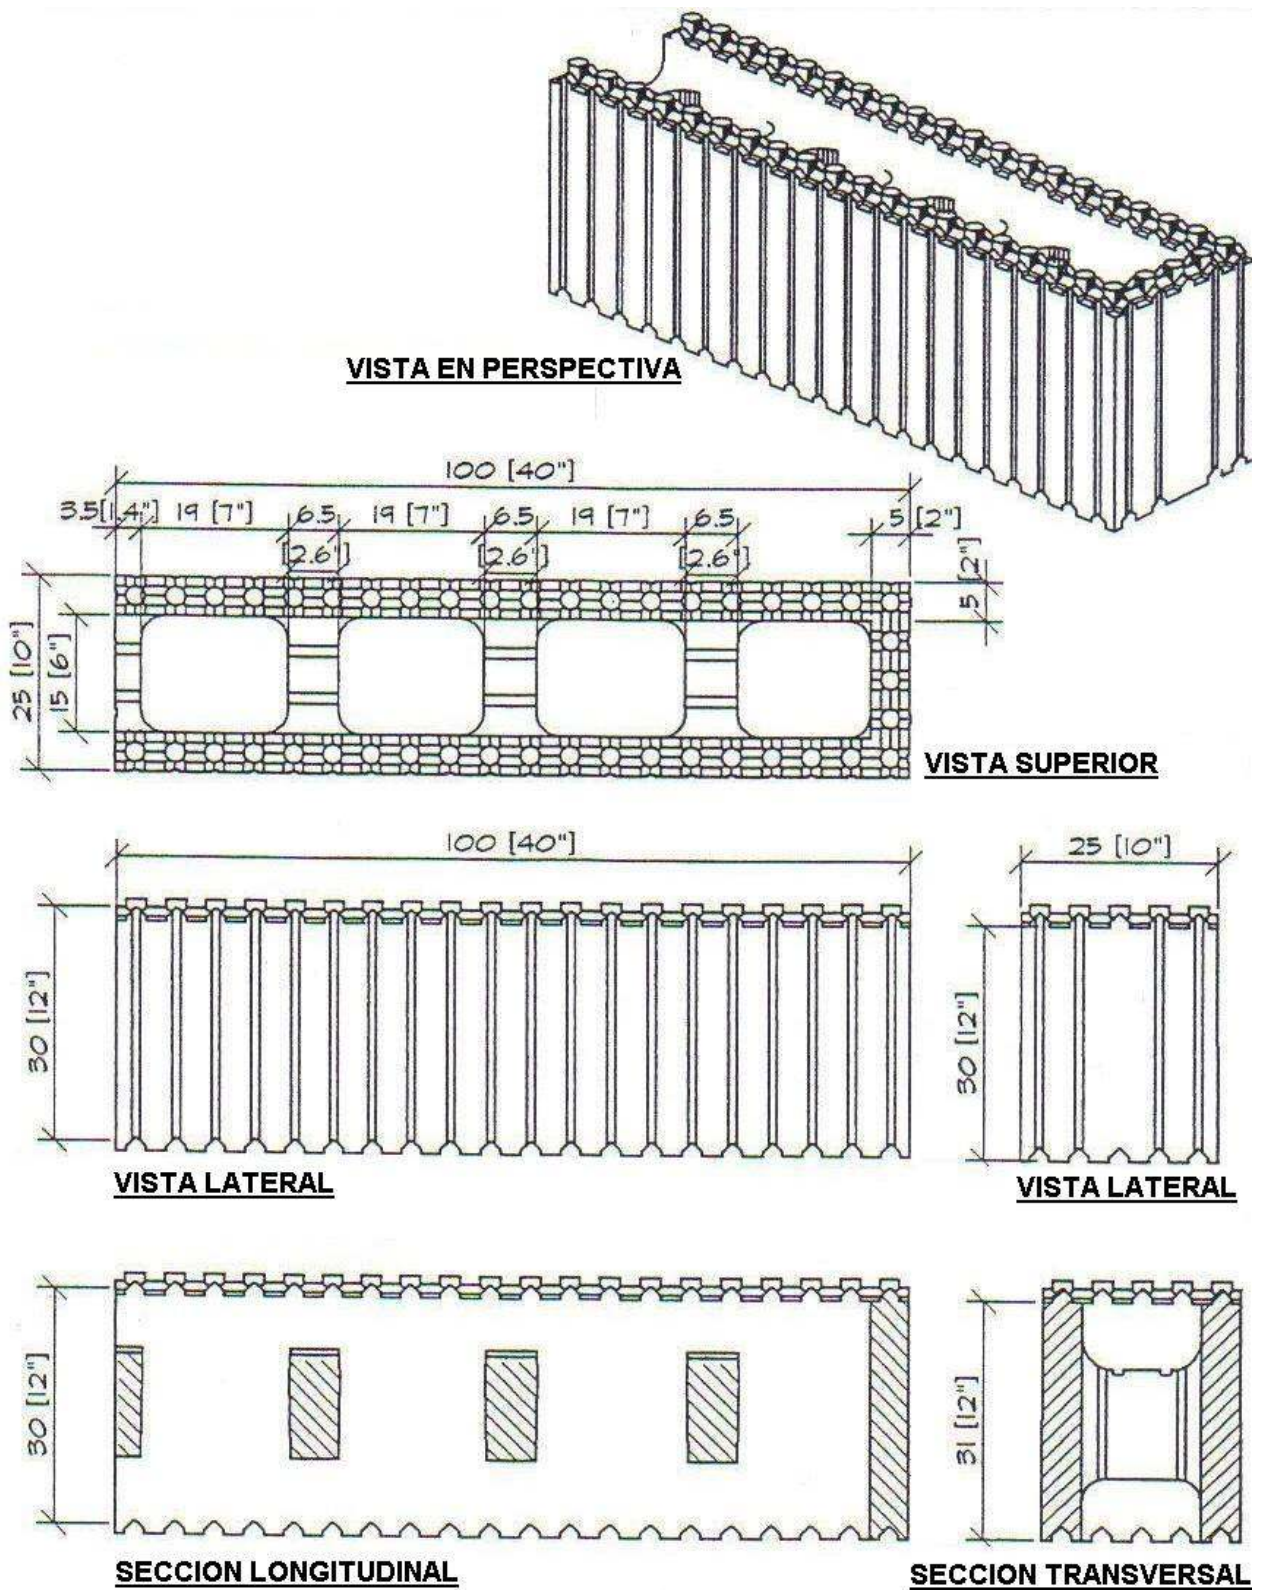 VISTA EN PERSPECTIVA
100 [40"]
3.5[1.4"] 19 [7"] 6.5 19 [7"] 6.5 19 [7"] 6.5 5 [2"]
[2.6"] [2.6"] [2.6"]
5 [2"]
25 [10"]
15 [6"]
VISTA SUPERIOR
100 [40"]
25 [10"]
30 [12"]
30 [12"]
VISTA LATERAL
VISTA LATERAL
30 [12"]
31 [12"]
SECCION LONGITUDINAL
SECCION TRANSVERSAL